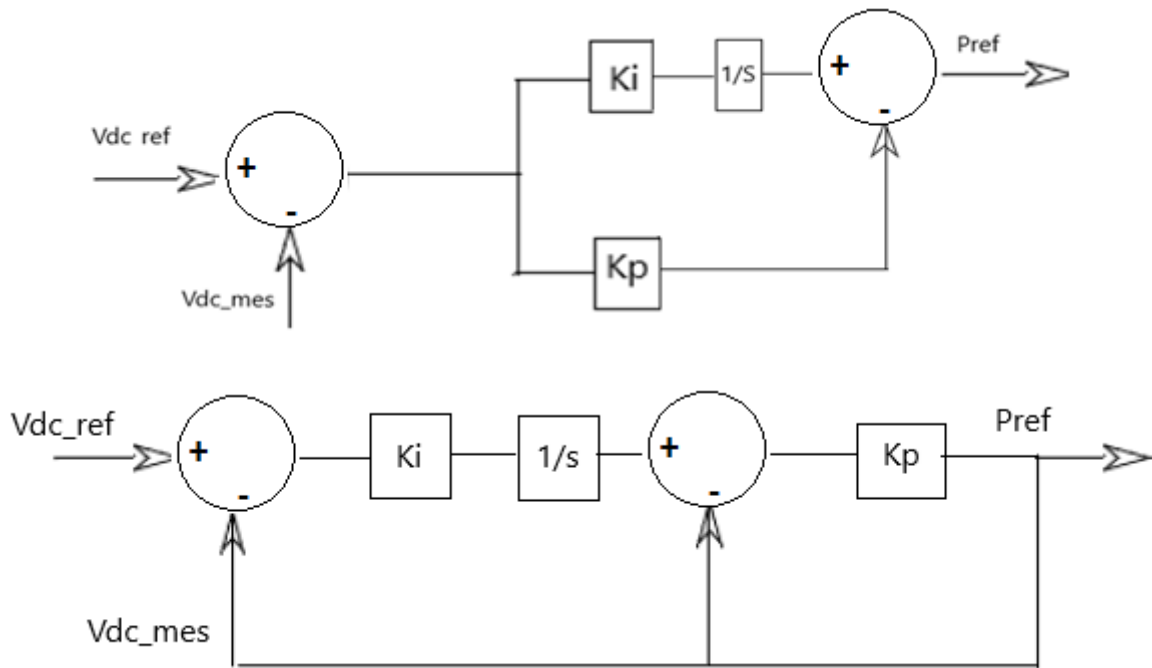 Pref
Ki
1/S
+
-
Vdc ref
+
-
Kp
Vdc_mes
Vdc_ref
Pref
+
Ki
1/s
+
Kp
-
-
Vdc_mes